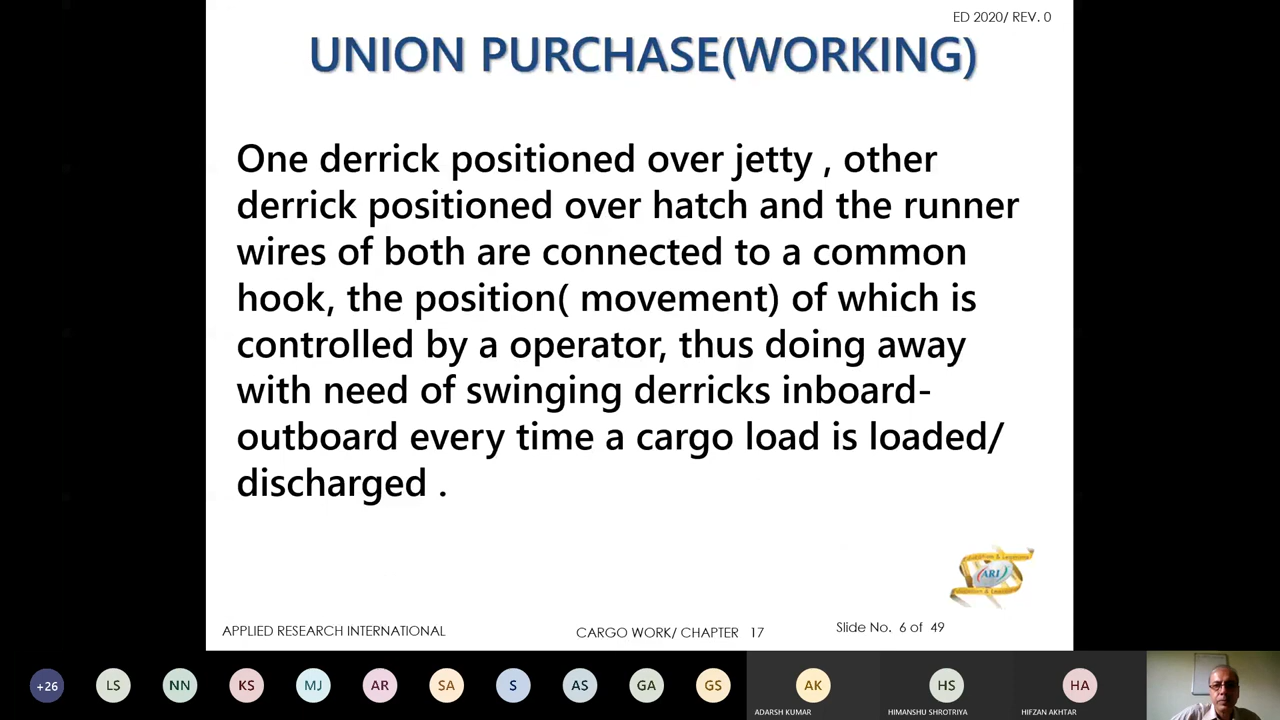 ED 2020/ REV. 0
UNION PURCHASE(WORKING)
One derrick positioned over jetty , other
derrick positioned over hatch and the runner
wires of both are connected to a common
hook, the position( movement) of which is
controlled by a operator, thus doing away
with need of swinging derricks inboard-
outboard every time a cargo load is loaded/
discharged .
ARI
APPLIED RESEARCH INTERNATIONAL
CARGO WORK/ CHAPTER 17
Slide No. 6 of 49
+26 LS NN KS MJ AR SA S AS GA GS AK HS HA
ADARSH KUMAR HIMANSHU SHROTRIYA HIFZAN AKHTAR